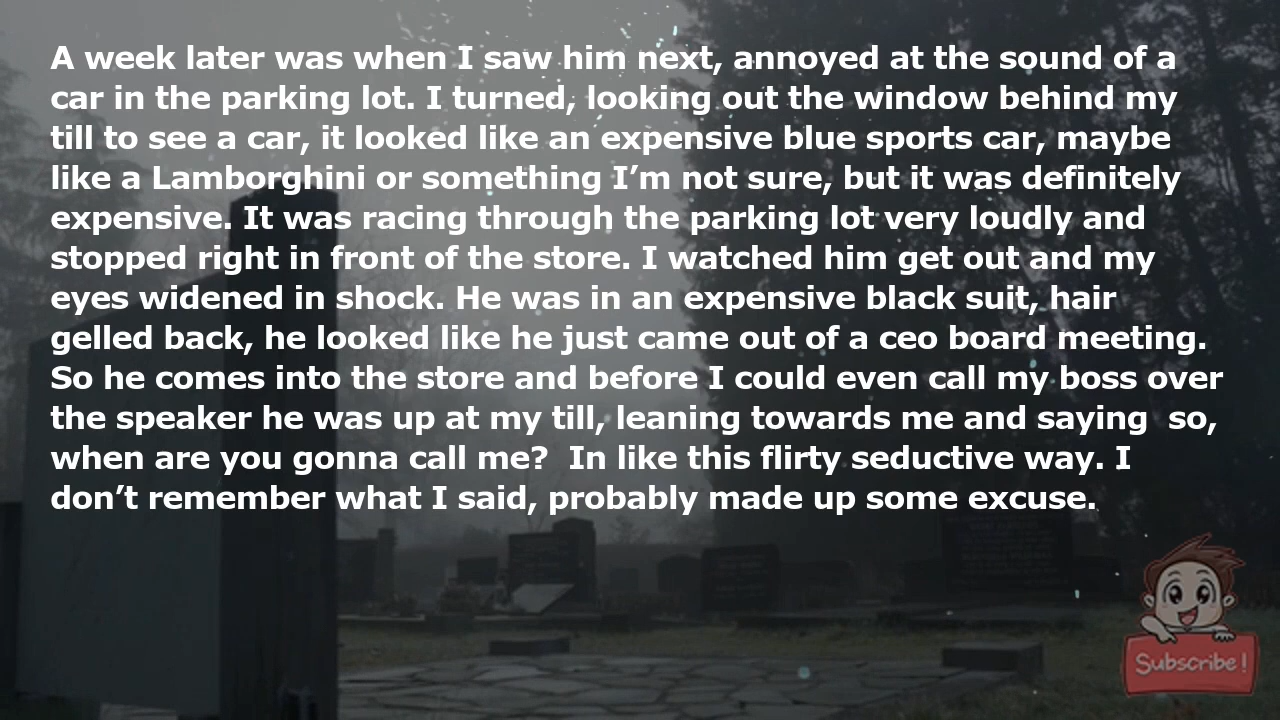 A week later was when I saw him next, annoyed at the sound of a
car in the parking lot. I turned, looking out the window behind my
till to see a car, it looked like an expensive blue sports car, maybe
like a Lamborghini or something I’m not sure, but it was definitely
expensive. It was racing through the parking lot very loudly and
stopped right in front of the store. I watched him get out and my
eyes widened in shock. He was in an expensive black suit, hair
gelled back, he looked like he just came out of a ceo board meeting.
So he comes into the store and before I could even call my boss over
the speaker he was up at my till, leaning towards me and saying  so,
when are you gonna call me?  In like this flirty seductive way. I
don’t remember what I said, probably made up some excuse.
Subscribe!